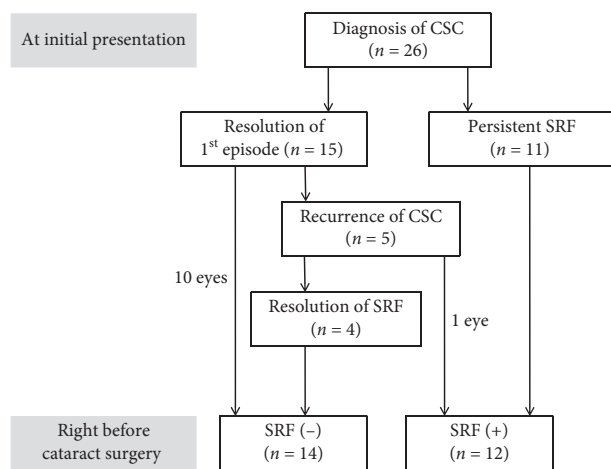 At initial presentation
Diagnosis of CSC
(n = 26)
Resolution of
1st episode (n = 15)
Persistent SRF
(n = 11)
Recurrence of CSC
(n = 5)
10 eyes
Resolution of SRF
(n = 4)
1 eye
Right before
cataract surgery
SRF (–)
(n = 14)
SRF (+)
(n = 12)